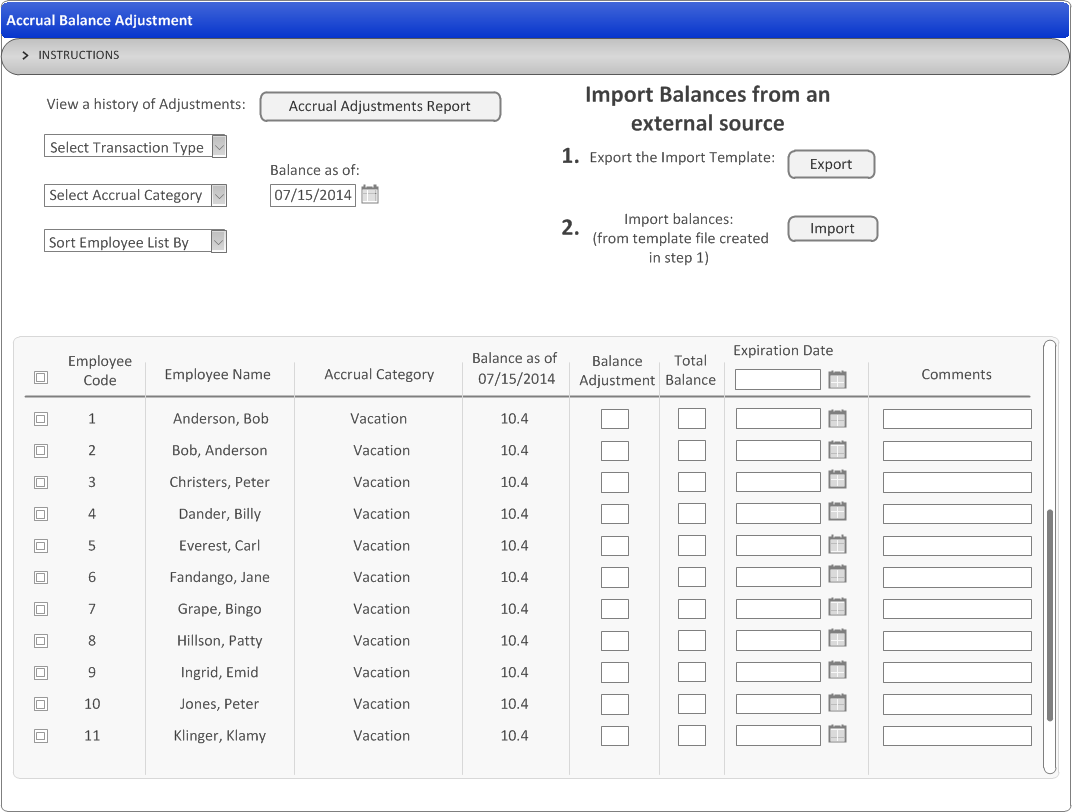 Accrual Balance Adjustment
INSTRUCTIONS
View a history of Adjustments: Accrual Adjustments Report
Select Transaction Type
Balance as of:
Select Accrual Category 07/15/2014
Sort Employee List By
Import Balances from an
external source
1. Export the Import Template: Export
2. Import balances: Import
(from template file created
in step 1)
Employee Code Employee Name Accrual Category Balance as of 07/15/2014 Balance Adjustment Total Balance Expiration Date Comments
1 Anderson, Bob Vacation 10.4
2 Bob, Anderson Vacation 10.4
3 Christers, Peter Vacation 10.4
4 Dander, Billy Vacation 10.4
5 Everest, Carl Vacation 10.4
6 Fandango, Jane Vacation 10.4
7 Grape, Bingo Vacation 10.4
8 Hillson, Patty Vacation 10.4
9 Ingrid, Emid Vacation 10.4
10 Jones, Peter Vacation 10.4
11 Klinger, Klamy Vacation 10.4